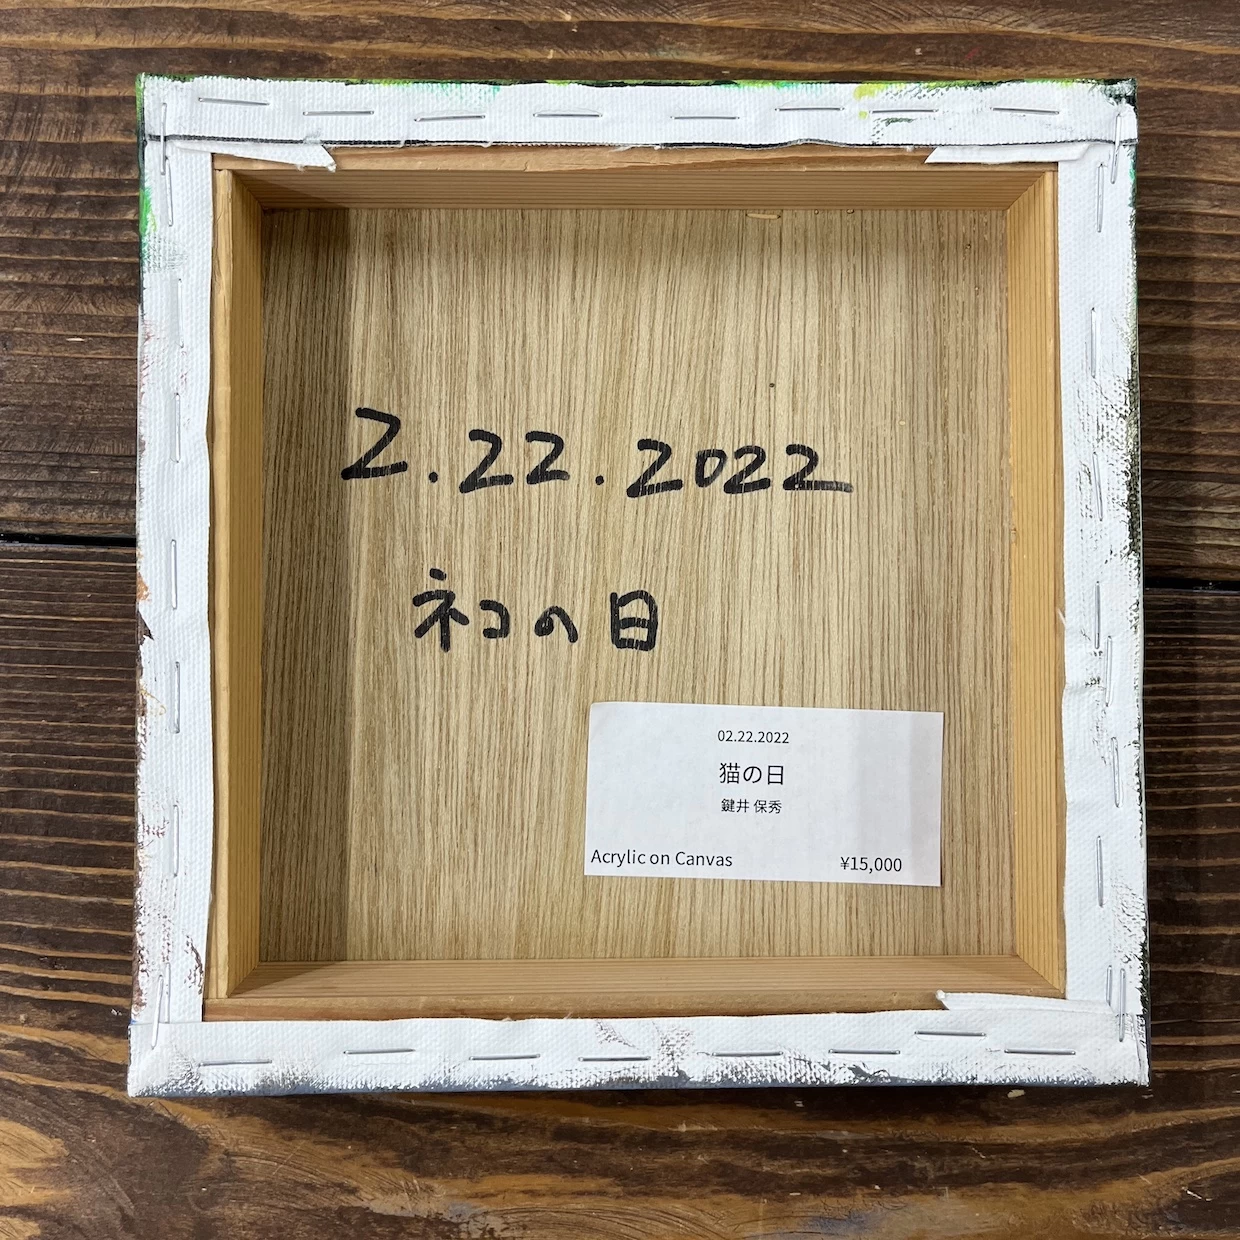 2.22.2022
ネコの日
02.22.2022
猫の日
鍵井 保秀
Acrylic on Canvas ¥15,000